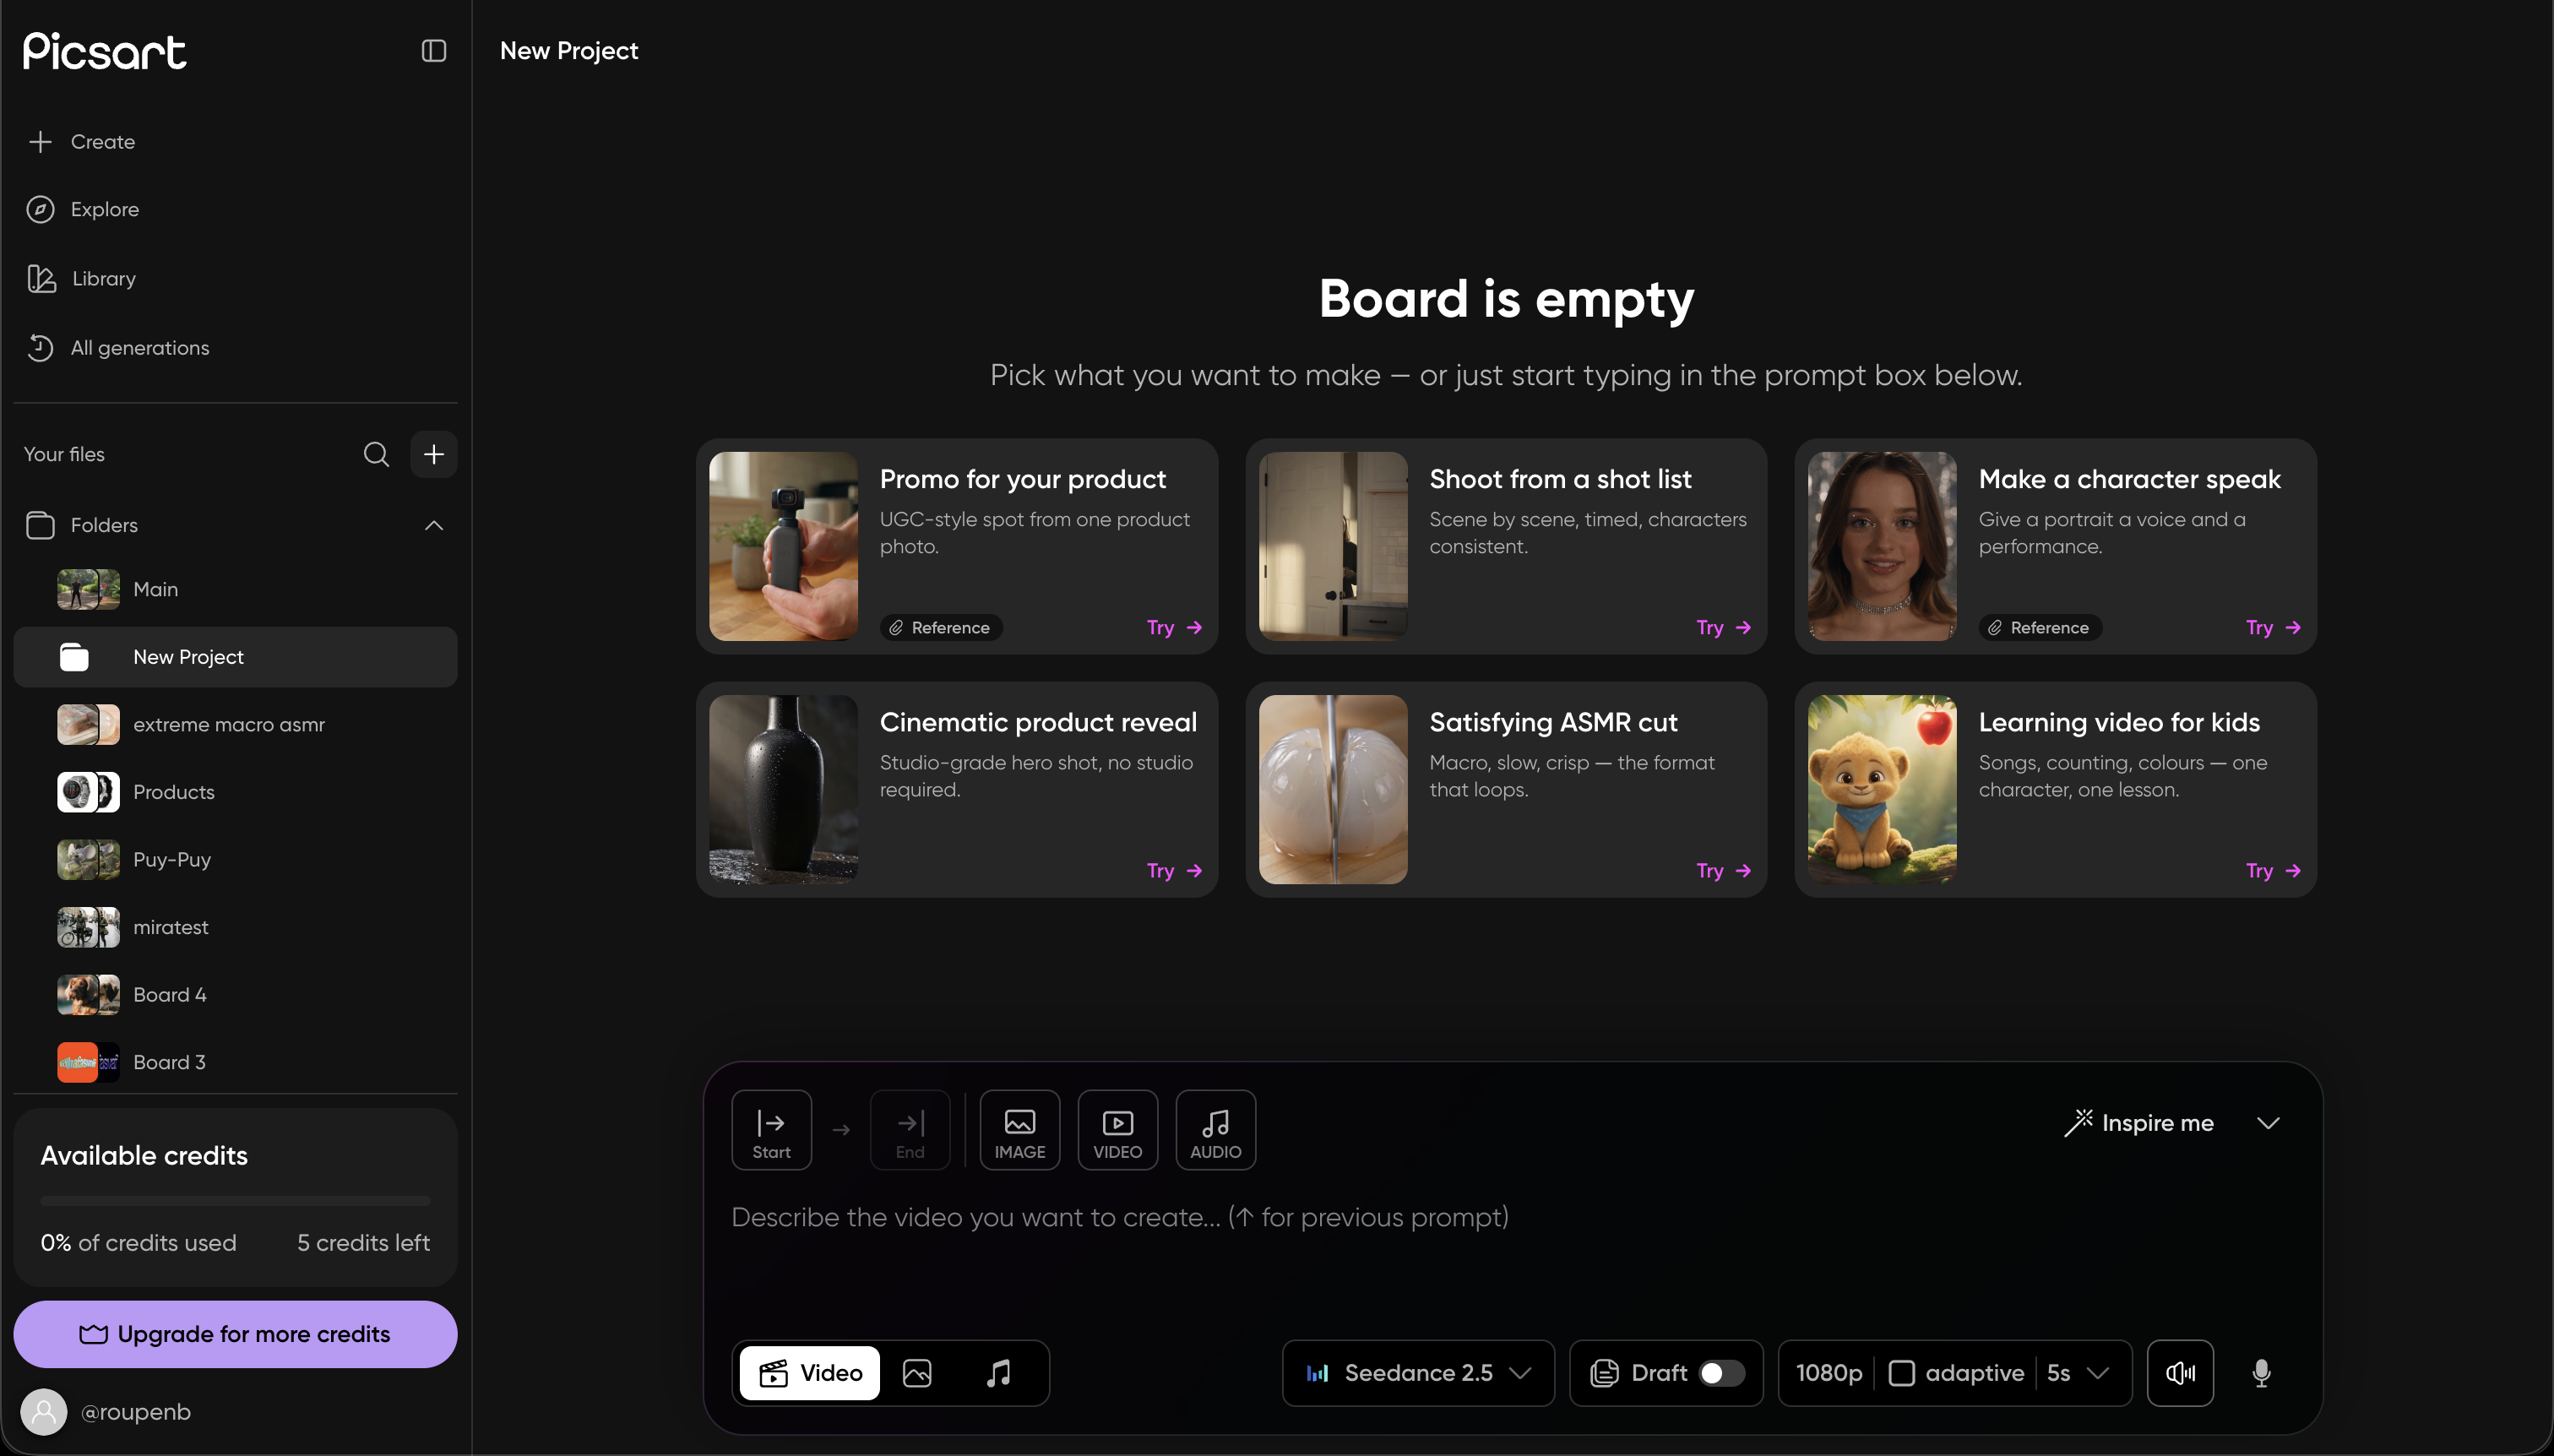 Picsart
New Project
Create
Explore
Library
All generations
Your files
Folders
Main
New Project
extreme macro asmr
Products
Puy-Puy
miratest
Board 4
Board 3
Available credits
0% of credits used
5 credits left
Upgrade for more credits
@roupenb
Board is empty
Pick what you want to make — or just start typing in the prompt box below.
Promo for your product
UGC-style spot from one product
photo.
Reference
Try →
Shoot from a shot list
Scene by scene, timed, characters
consistent.
Try →
Make a character speak
Give a portrait a voice and a
performance.
Reference
Try →
Cinematic product reveal
Studio-grade hero shot, no studio
required.
Try →
Satisfying ASMR cut
Macro, slow, crisp — the format
that loops.
Try →
Learning video for kids
Songs, counting, colours — one
character, one lesson.
Try →
Start
End
IMAGE
VIDEO
AUDIO
Inspire me
Describe the video you want to create... (↑ for previous prompt)
Video
Seedance 2.5
Draft
1080p
adaptive
5s